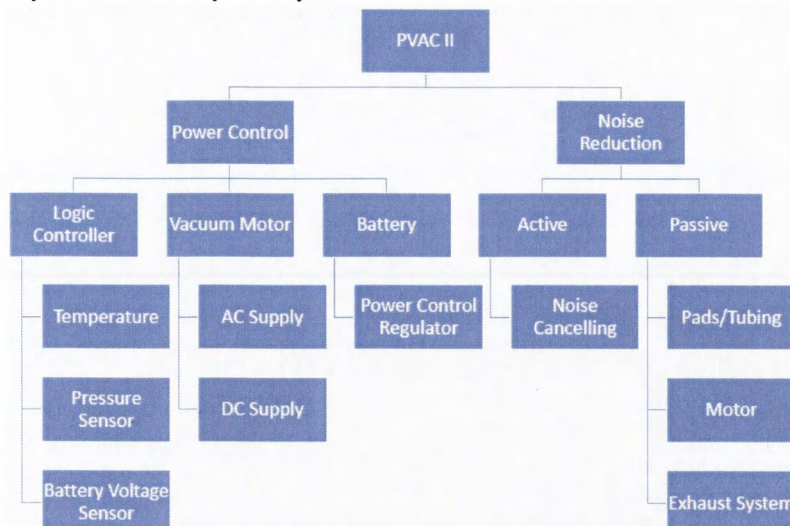 PVAC II
Power Control
Noise
Reduction
Logic
Controller
Vacuum Motor
Battery
Active
Passive
Temperature
AC Supply
Power Control
Regulator
Noise
Cancelling
Pads/Tubing
Pressure
Sensor
DC Supply
Motor
Battery Voltage
Sensor
Exhaust System